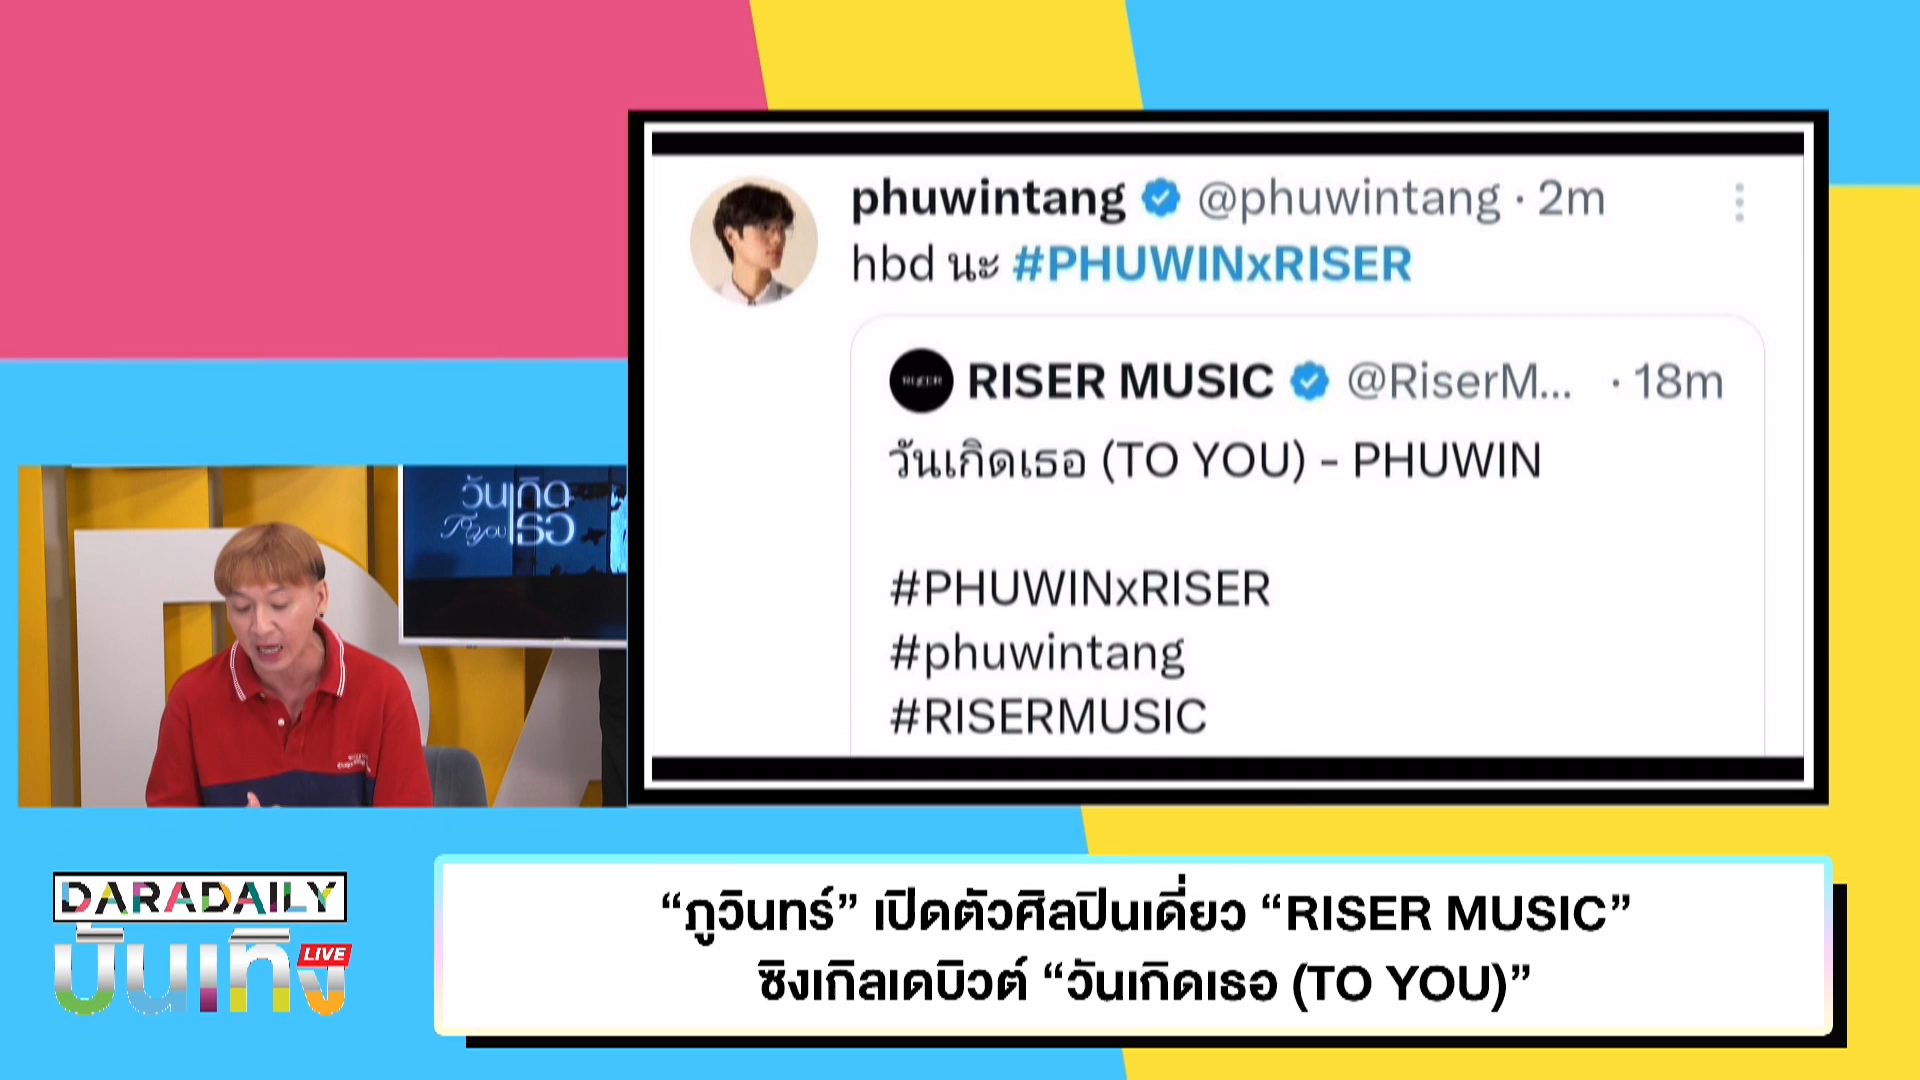 phuwintang @phuwintang · 2m
hbd นะ #PHUWINxRISER
RISER
RISER MUSIC @RiserM... · 18m
วันเกิดเธอ (TO YOU) - PHUWIN
#PHUWINxRISER
#phuwintang
#RISERMUSIC
วันเกิด
To you เธอ
DARADAILY
บันเทิง LIVE
“ภูวินทร์” เปิดตัวศิลปินเดี่ยว “RISER MUSIC”
ซิงเกิลเดบิวต์ “วันเกิดเธอ (TO YOU)”